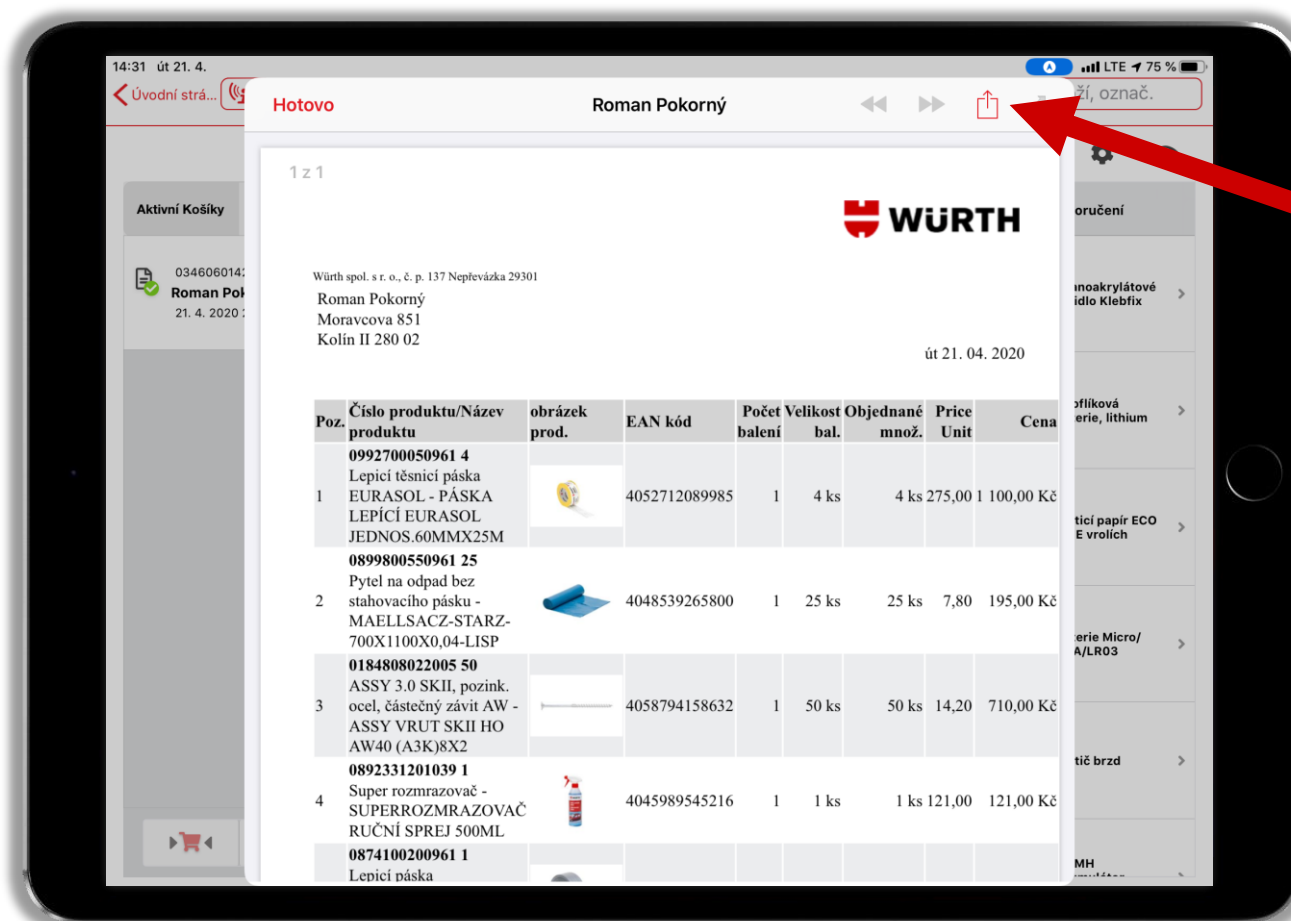 14:31 út 21. 4.
LTE 75 %
Úvodní strá...
ží, označ.
Hotovo
Roman Pokorný
1 z 1
WÜRTH
Aktivní Košíky
oručení
034606014
Roman Pok
21. 4. 2020
Würth spol. s r. o., č. p. 137 Nepřevázka 29301
Roman Pokorný
Moravcova 851
Kolín II 280 02
út 21. 04. 2020
Poz. Číslo produktu/Název produktu obrázek prod. EAN kód Počet balení Velikost bal. Objednané množ. Price Unit Cena
0992700050961 4
Lepicí těsnicí páska
1 EURASOL - PÁSKA 4052712089985 1 4 ks 4 ks 275,00 1 100,00 Kč
LEPÍCÍ EURASOL
JEDNOS.60MMX25M
0899800550961 25
Pytel na odpad bez
2 stahovacího pásku - 4048539265800 1 25 ks 25 ks 7,80 195,00 Kč
MAELLSACZ-STARZ-
700X1100X0,04-LISP
0184808022005 50
ASSY 3.0 SKII, pozink.
3 ocel, částečný závit AW - 4058794158632 1 50 ks 50 ks 14,20 710,00 Kč
ASSY VRUT SKII HO
AW40 (A3K)8X2
0892331201039 1
Super rozmrazovač -
4 SUPERROZMRAZOVAČ 4045989545216 1 1 ks 1 ks 121,00 121,00 Kč
RUČNÍ SPREJ 500ML
0874100200961 1
Lepicí páska
noakrylátové
idlo Klebfix
oflíková
erie, lithium
ticí papír ECO
E vrolích
erie Micro/
A/LR03
tič brzd
MH